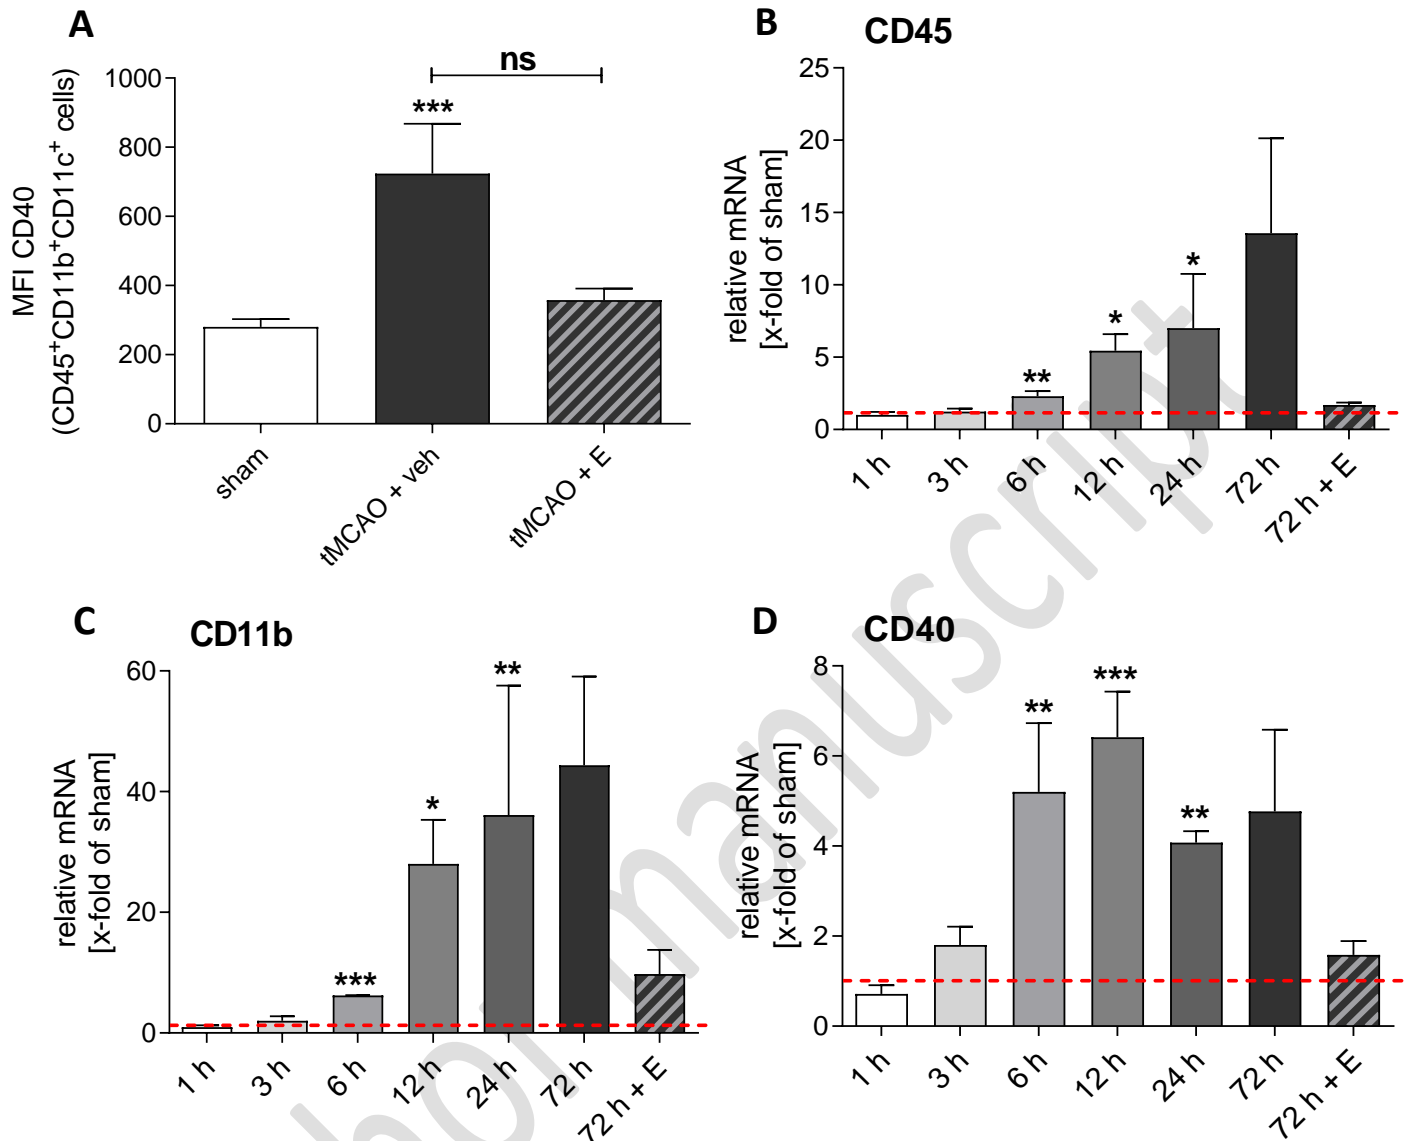 A
ns
MFI CD40
(CD45⁺CD11b⁺CD11c⁺ cells)
1000
800
600
400
200
0
***
sham
tMCAO + veh
tMCAO + E
B
CD45
relative mRNA
[x-fold of sham]
25
20
15
10
5
0
**
*
*
1 h
3 h
6 h
12 h
24 h
72 h
72 h + E
C
CD11b
relative mRNA
[x-fold of sham]
60
40
20
0
***
*
**
1 h
3 h
6 h
12 h
24 h
72 h
72 h + E
D
CD40
relative mRNA
[x-fold of sham]
8
6
4
2
0
**
***
**
1 h
3 h
6 h
12 h
24 h
72 h
72 h + E
hor manuscript